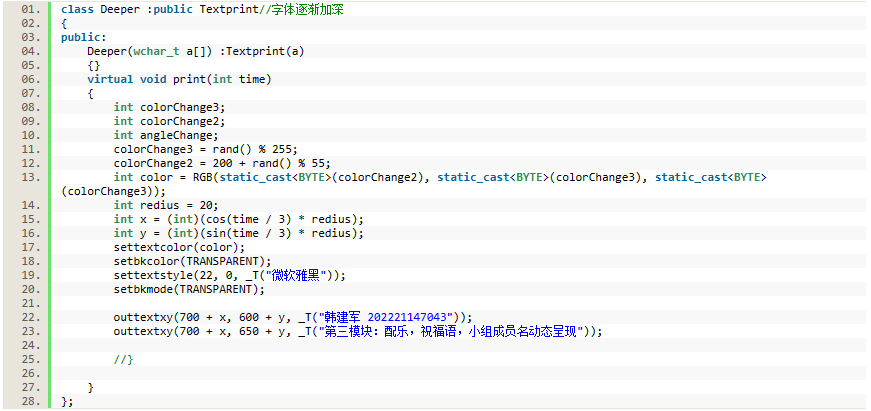 01. class Deeper :public Textprint//字体逐渐加深
02. {
03. public:
04.     Deeper(wchar_t a[]) :Textprint(a)
05.     {}
06.     virtual void print(int time)
07.     {
08.         int colorChange3;
09.         int colorChange2;
10.         int angleChange;
11.         colorChange3 = rand() % 255;
12.         colorChange2 = 200 + rand() % 55;
13.         int color = RGB(static_cast<BYTE>(colorChange2), static_cast<BYTE>(colorChange3), static_cast<BYTE>
(colorChange3));
14.         int redius = 20;
15.         int x = (int)(cos(time / 3) * redius);
16.         int y = (int)(sin(time / 3) * redius);
17.         settextcolor(color);
18.         setbkcolor(TRANSPARENT);
19.         settextstyle(22, 0, _T("微软雅黑"));
20.         setbkmode(TRANSPARENT);
21.
22.         outtextxy(700 + x, 600 + y, _T("韩建军 202221147043"));
23.         outtextxy(700 + x, 650 + y, _T("第三模块: 配乐，祝福语，小组成员名动态呈现"));
24.
25.         //}
26.
27.     }
28. };